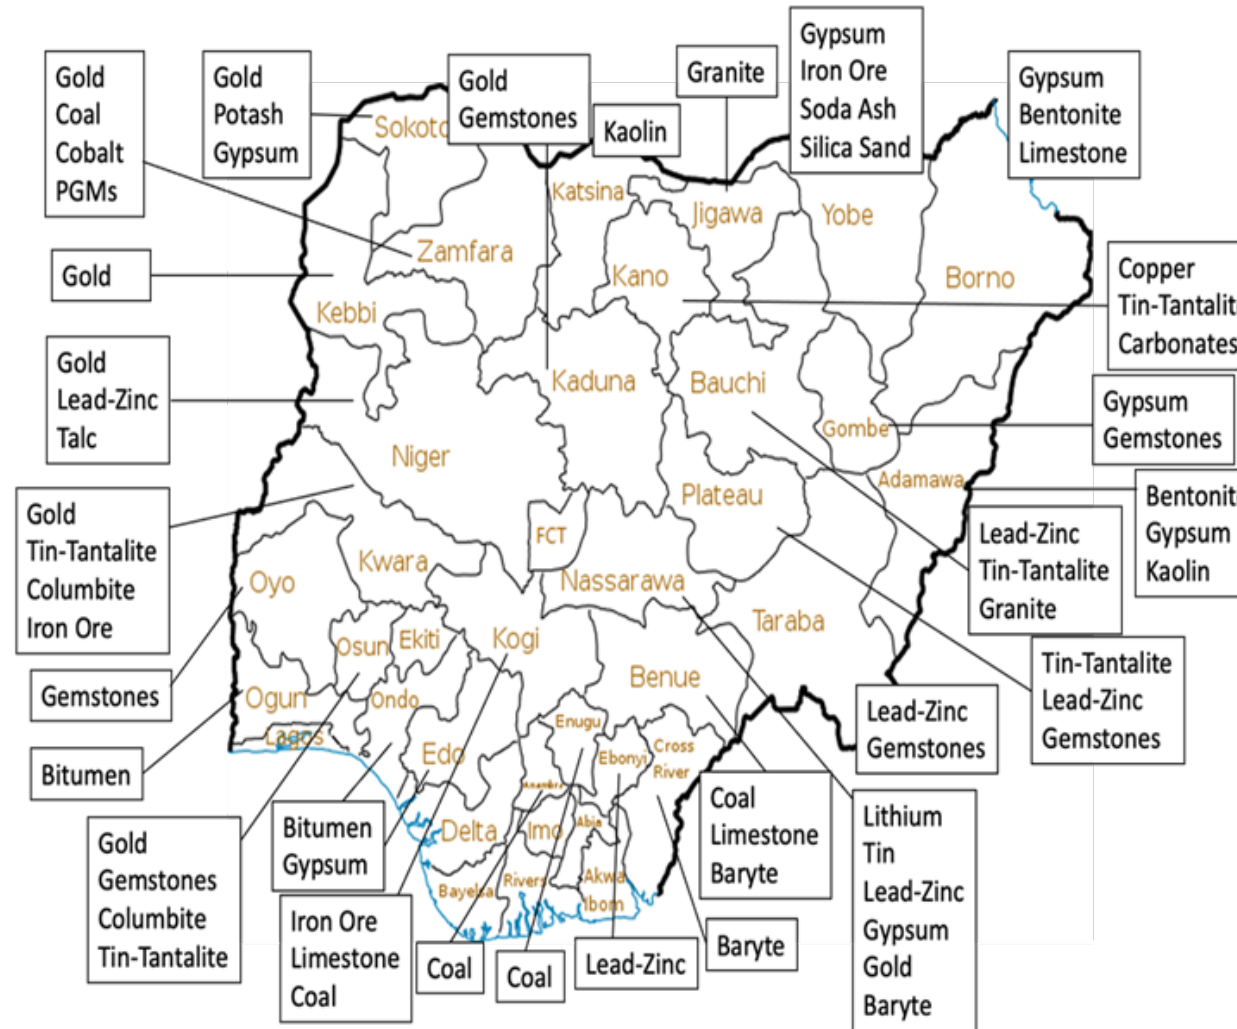 Gold
Coal
Cobalt
PGMs
Gold
Potash
Gypsum
Gold
Gemstones
Kaolin
Granite
Gypsum
Iron Ore
Soda Ash
Silica Sand
Gypsum
Bentonite
Limestone
Sokoto
Katsina
Jigawa
Yobe
Zamfara
Kano
Borno
Gold
Kebbi
Copper
Tin-Tantalite
Carbonates
Gold
Lead-Zinc
Talc
Kaduna
Bauchi
Gombe
Gypsum
Gemstones
Niger
Plateau
Adamawa
Gold
Tin-Tantalite
Columbite
Iron Ore
FCT
Lead-Zinc
Tin-Tantalite
Granite
Bentonite
Gypsum
Kaolin
Oyo
Kwara
Nassarawa
Taraba
Osun
Ekiti
Kogi
Benue
Gemstones
Ogun
Ondo
Lagos
Edo
Enugu
Ebonyi
Cross
River
Lead-Zinc
Gemstones
Tin-Tantalite
Lead-Zinc
Gemstones
Bitumen
Anambra
Delta
Imo
Abia
Bayelsa
Rivers
Akwa
Ibom
Gold
Gemstones
Columbite
Tin-Tantalite
Bitumen
Gypsum
Iron Ore
Limestone
Coal
Coal
Coal
Lead-Zinc
Baryte
Coal
Limestone
Baryte
Lithium
Tin
Lead-Zinc
Gypsum
Gold
Baryte